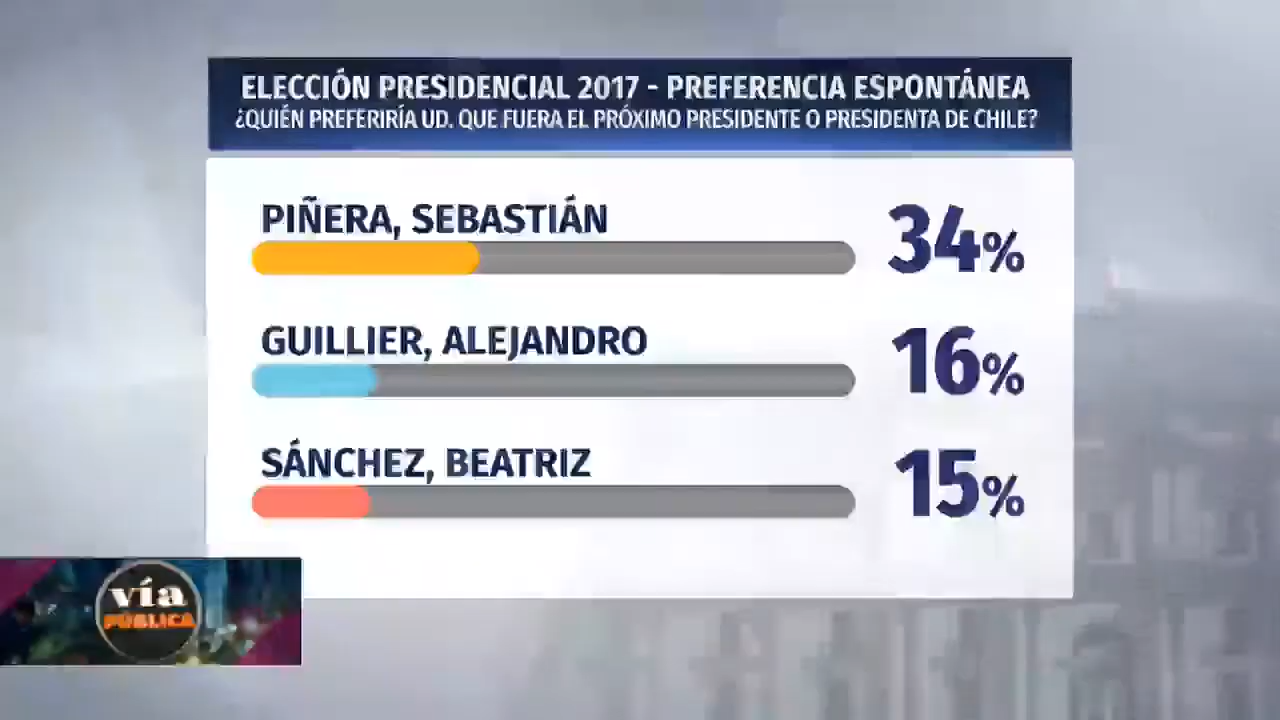 ELECCIÓN PRESIDENCIAL 2017 - PREFERENCIA ESPONTÁNEA
¿QUIÉN PREFERIRÍA UD. QUE FUERA EL PRÓXIMO PRESIDENTE O PRESIDENTA DE CHILE?
PIÑERA, SEBASTIÁN
34%
GUILLIER, ALEJANDRO
16%
SÁNCHEZ, BEATRIZ
15%
vía
PÚBLICA